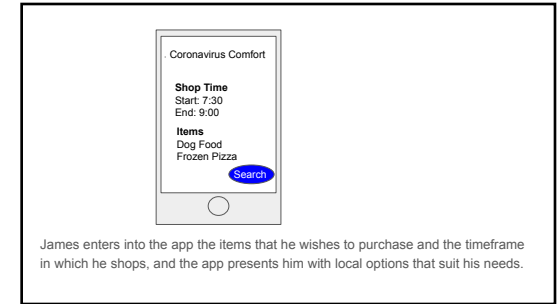 Coronavirus Comfort
Shop Time
Start: 7:30
End: 9:00
Items
Dog Food
Frozen Pizza
Search
James enters into the app the items that he wishes to purchase and the timeframe
in which he shops, and the app presents him with local options that suit his needs.